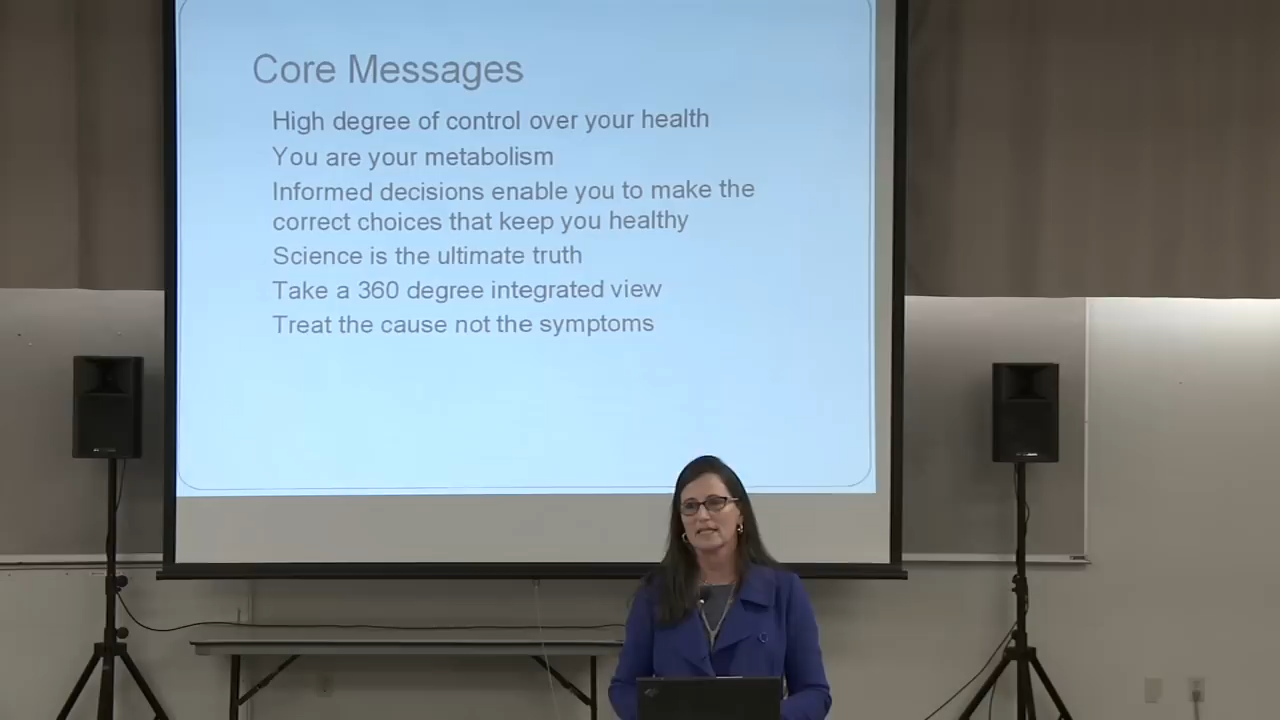 Core Messages
High degree of control over your health
You are your metabolism
Informed decisions enable you to make the
correct choices that keep you healthy
Science is the ultimate truth
Take a 360 degree integrated view
Treat the cause not the symptoms